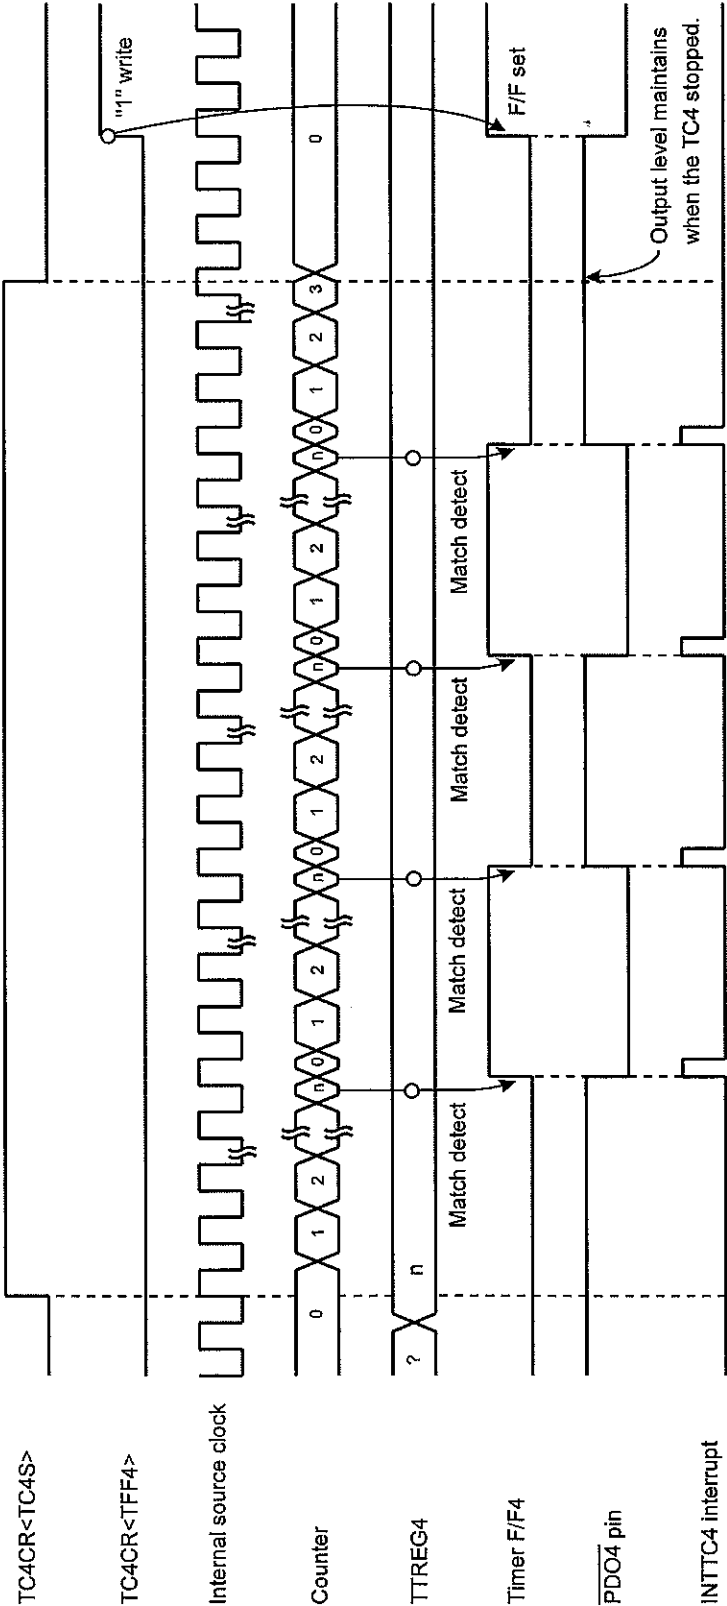 TC4CR<TC4S>
TC4CR<TFF4>
"1" write
Internal source clock
Counter
0
1
2
n
0
1
2
n
0
1
2
n
0
1
2
n
0
1
2
3
0
TTREG4
?
n
Match detect
Match detect
Match detect
Match detect
Timer F/F4
F/F set
PDO4 pin
Output level maintains
when the TC4 stopped.
INTTC4 interrupt